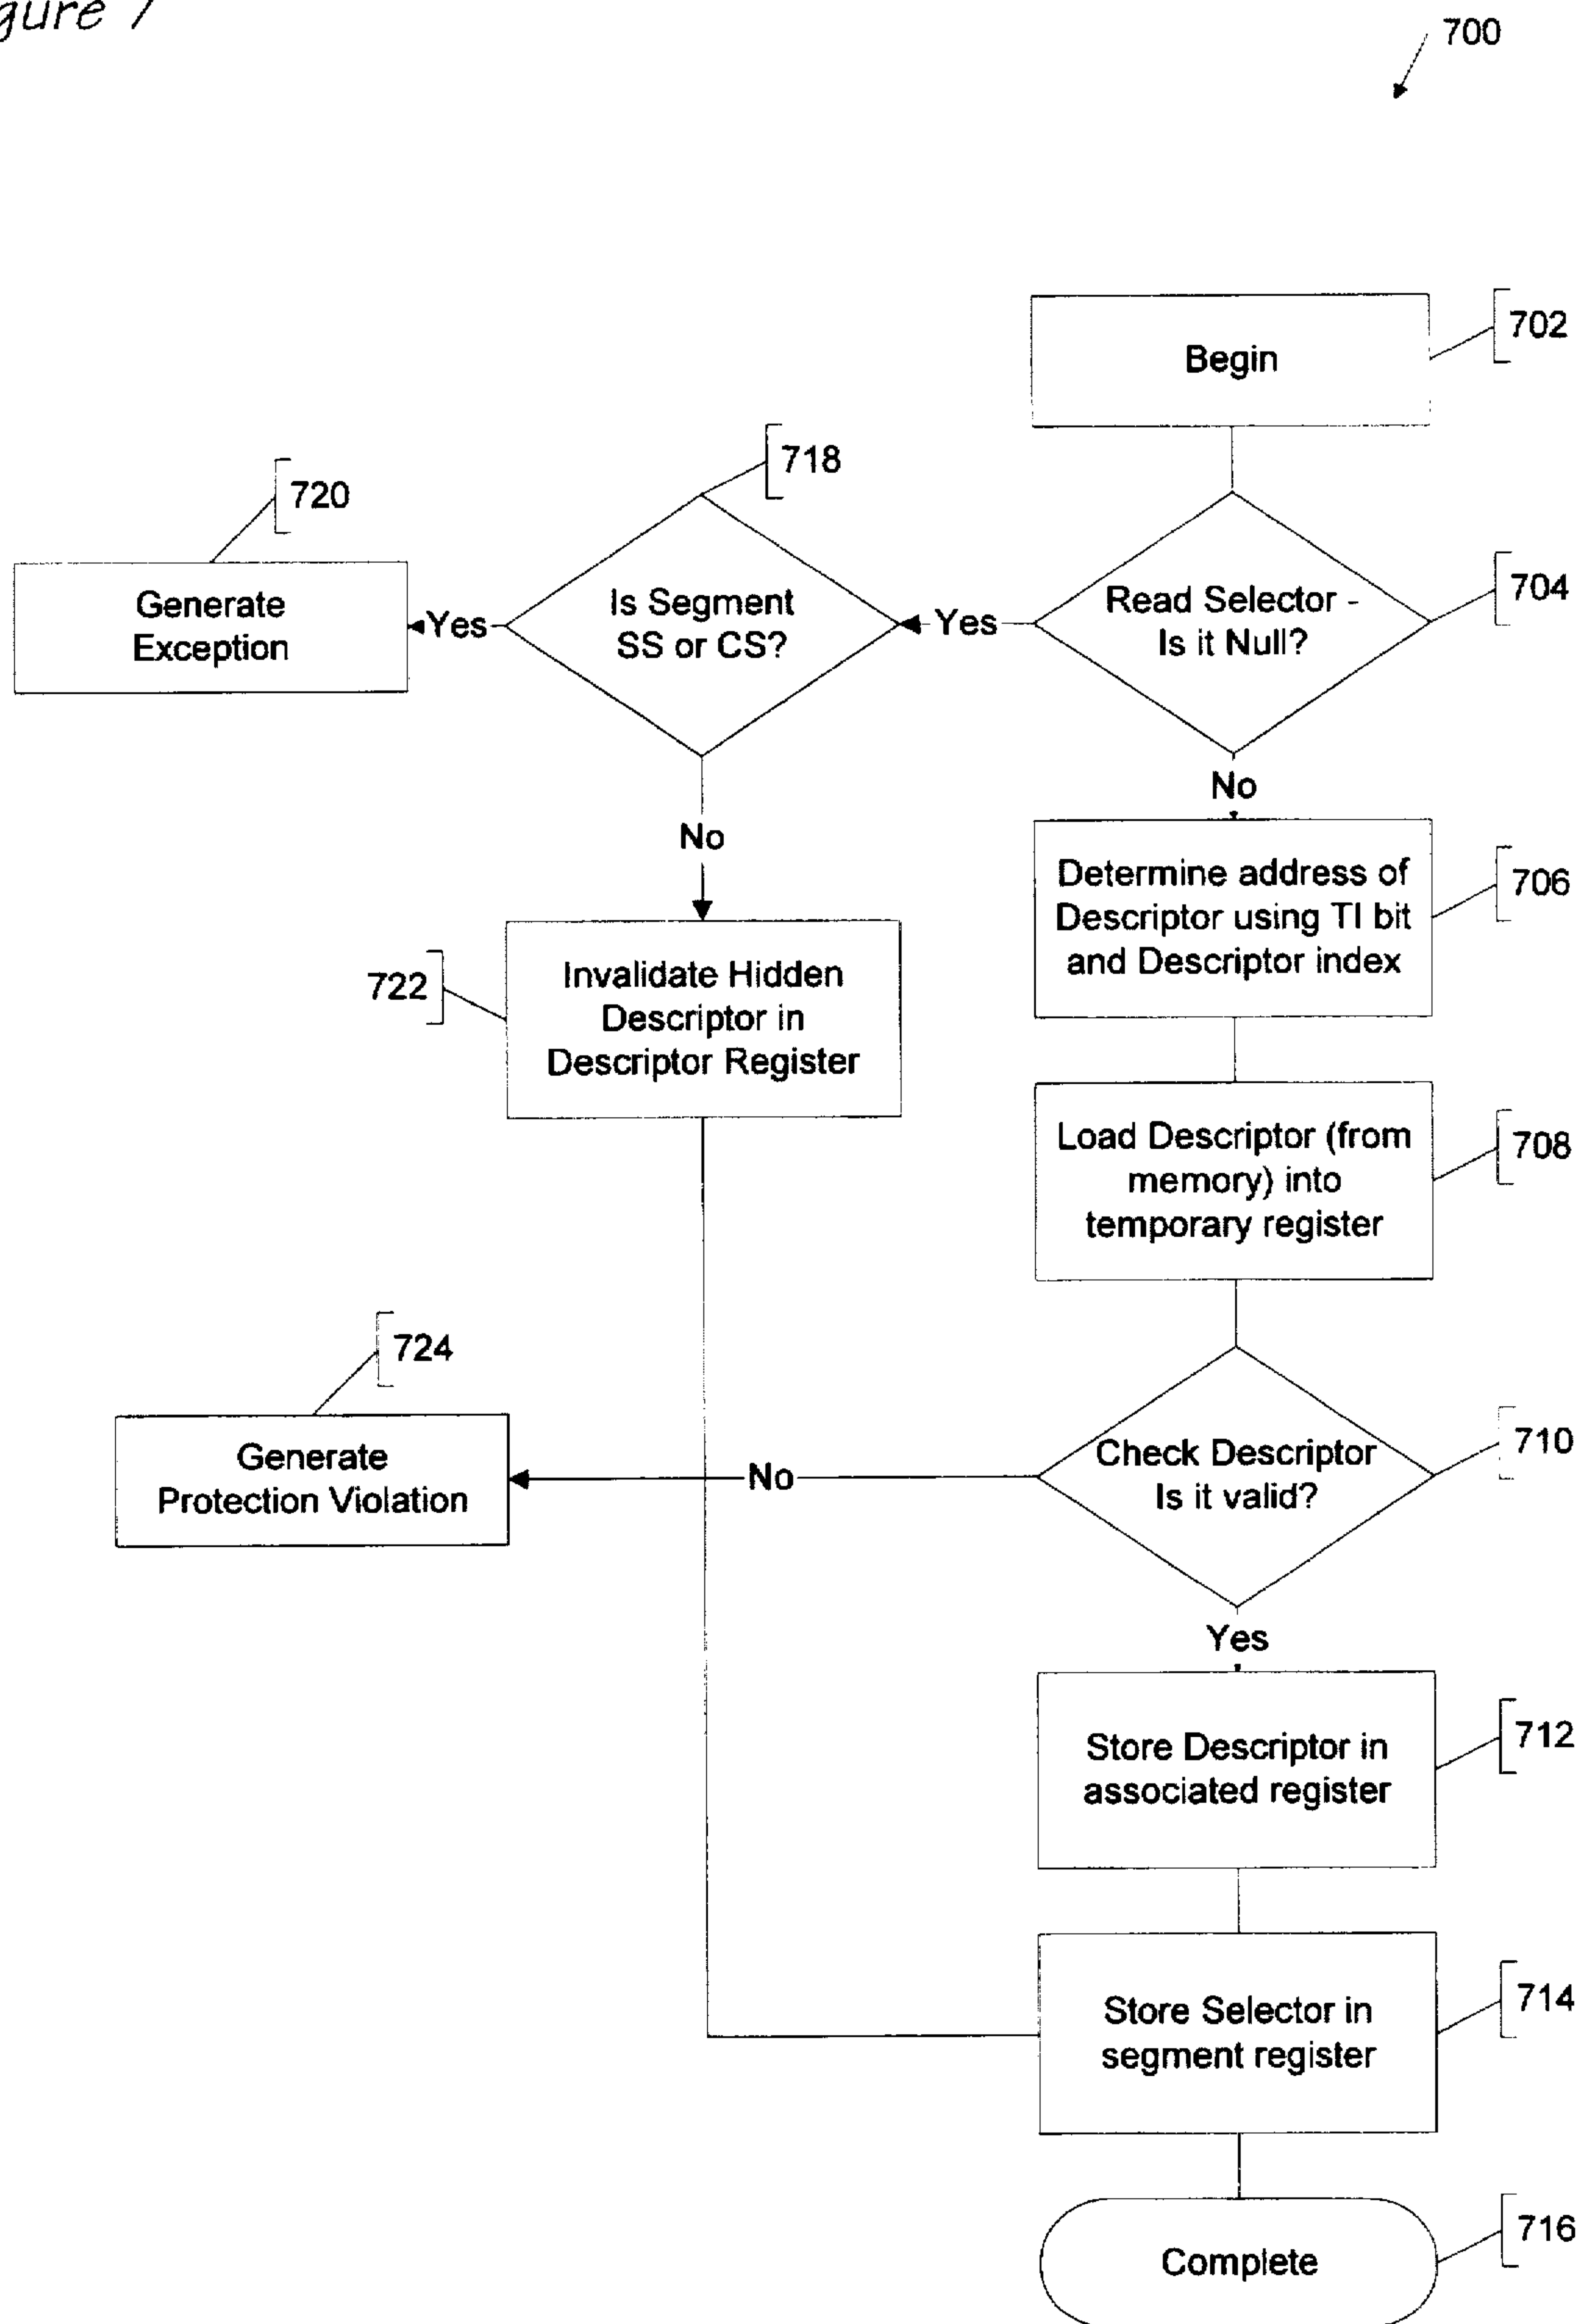 gure 7
700
Begin
702
718
720
Generate
Exception
Yes
Is Segment
SS or CS?
Yes
Read Selector -
Is it Null?
704
No
No
Determine address of
Descriptor using TI bit
and Descriptor index
706
722
Invalidate Hidden
Descriptor in
Descriptor Register
Load Descriptor (from
memory) into
temporary register
708
724
Generate
Protection Violation
No
Check Descriptor
Is it valid?
710
Yes
Store Descriptor in
associated register
712
Store Selector in
segment register
714
Complete
716